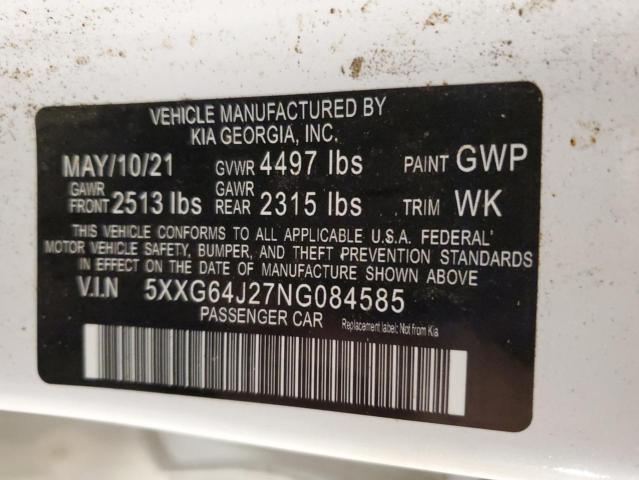 VEHICLE MANUFACTURED BY
KIA GEORGIA, INC.
MAY/10/21 GVWR 4497 lbs PAINT GWP
GAWR FRONT 2513 lbs GAWR REAR 2315 lbs TRIM WK
THIS VEHICLE CONFORMS TO ALL APPLICABLE U.S.A. FEDERAL
MOTOR VEHICLE SAFETY, BUMPER, AND THEFT PREVENTION STANDARDS
IN EFFECT ON THE DATE OF MANUFACTURE SHOWN ABOVE
V.I.N 5XXG64J27NG084585
PASSENGER CAR Replacement label: Not from Kia